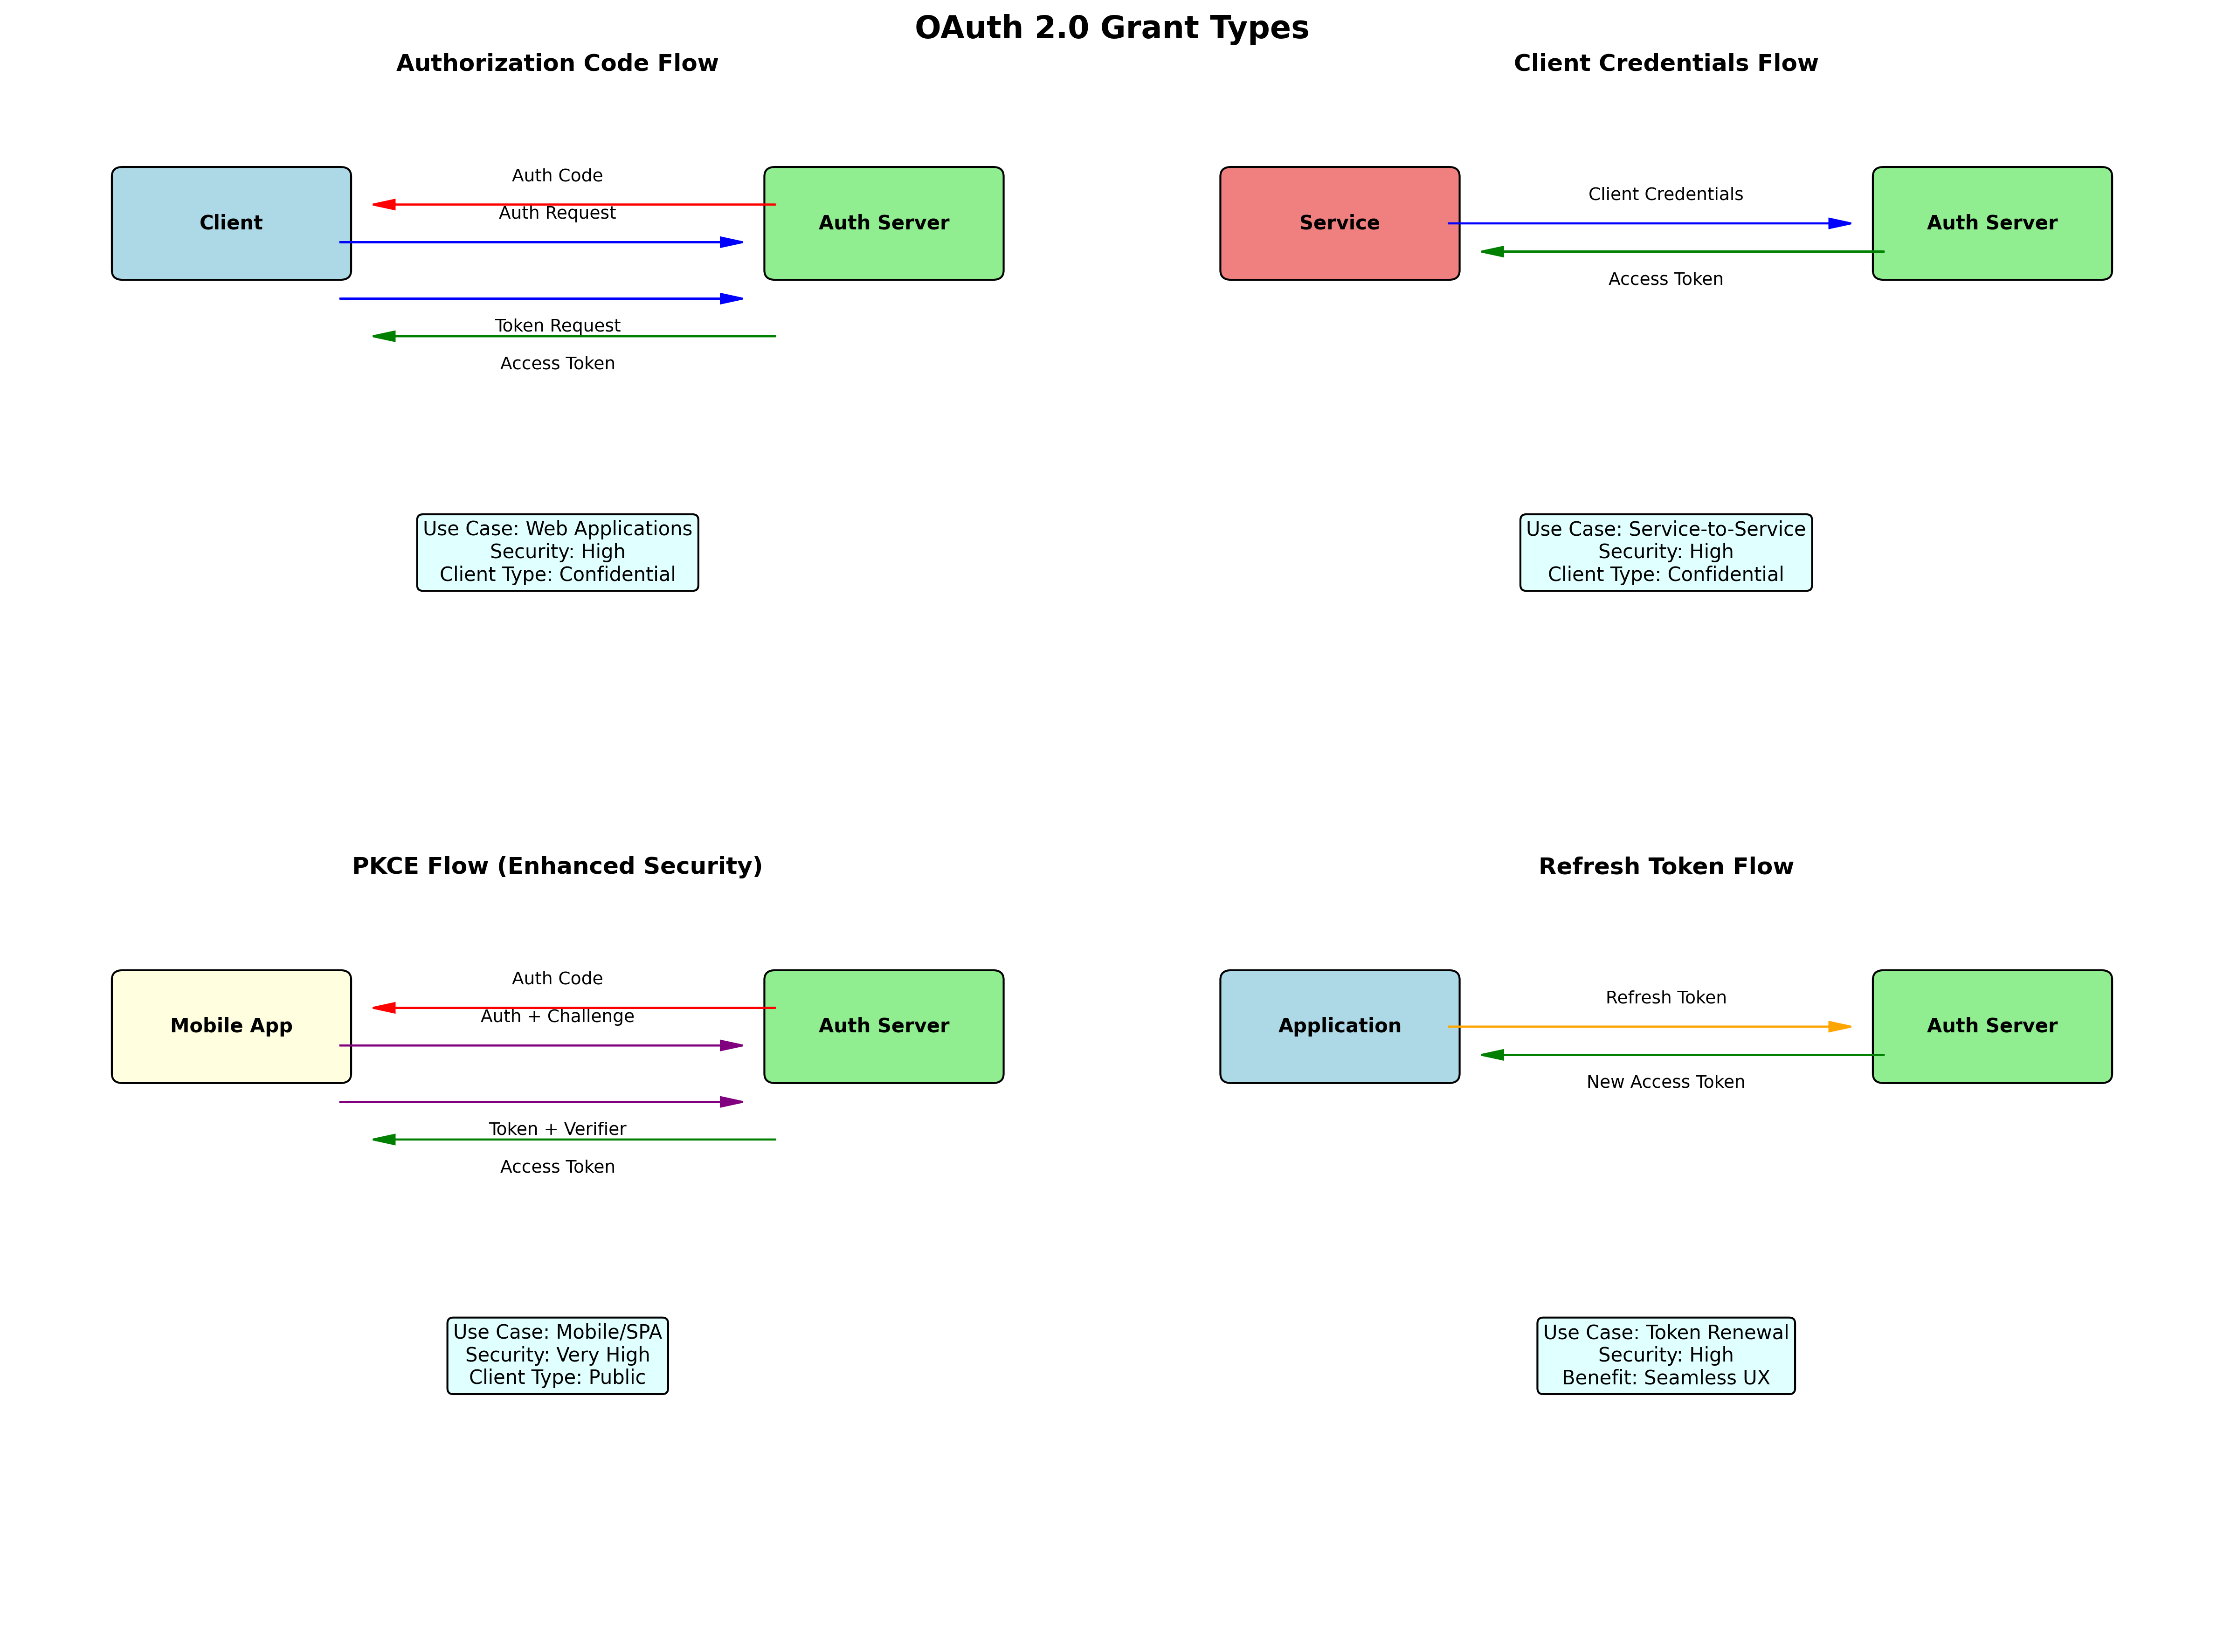 OAuth 2.0 Grant Types
Authorization Code Flow
Client
Auth Code
Auth Request
Token Request
Access Token
Auth Server
Use Case: Web Applications
Security: High
Client Type: Confidential
Client Credentials Flow
Service
Client Credentials
Access Token
Auth Server
Use Case: Service-to-Service
Security: High
Client Type: Confidential
PKCE Flow (Enhanced Security)
Mobile App
Auth Code
Auth + Challenge
Token + Verifier
Access Token
Auth Server
Use Case: Mobile/SPA
Security: Very High
Client Type: Public
Refresh Token Flow
Application
Refresh Token
New Access Token
Auth Server
Use Case: Token Renewal
Security: High
Benefit: Seamless UX